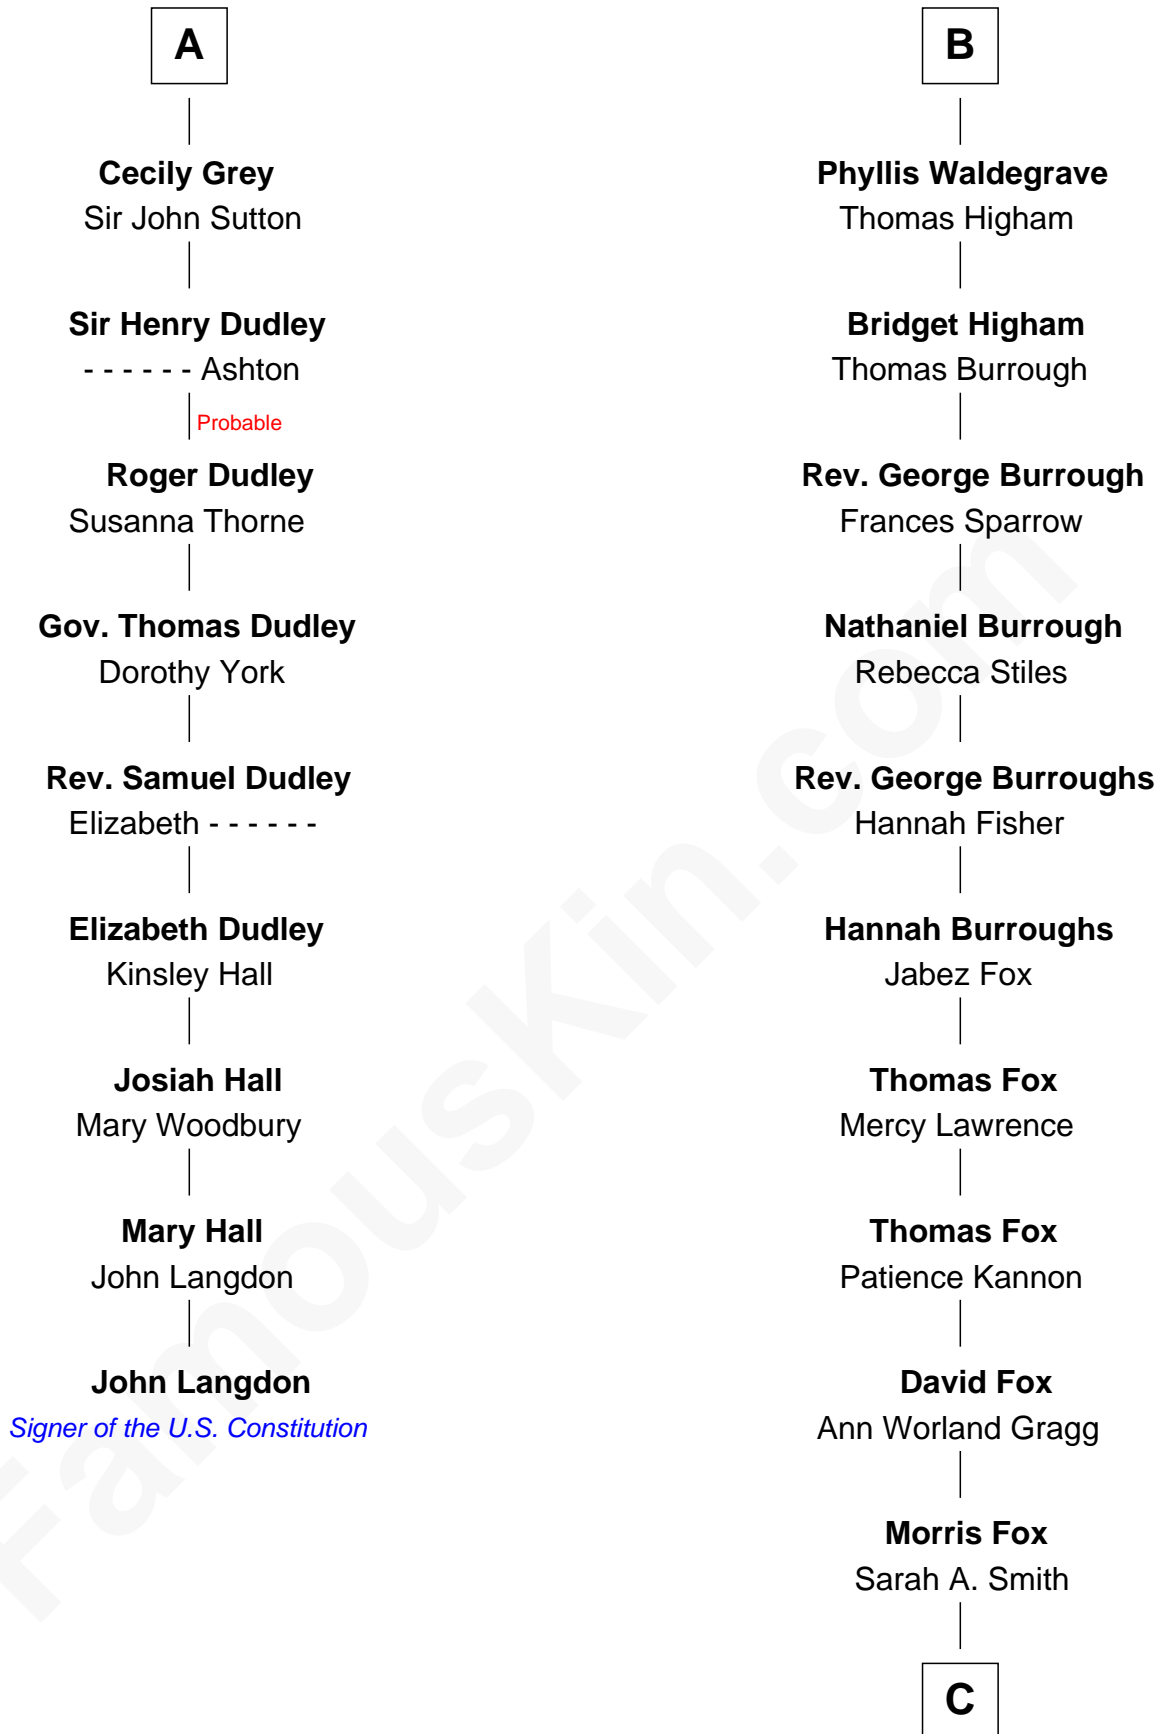 A
Cecily Grey
Sir John Sutton
Sir Henry Dudley
- - - - - - Ashton
Probable
Roger Dudley
Susanna Thorne
Gov. Thomas Dudley
Dorothy York
Rev. Samuel Dudley
Elizabeth - - - - - -
Elizabeth Dudley
Kinsley Hall
Josiah Hall
Mary Woodbury
Mary Hall
John Langdon
John Langdon
Signer of the U.S. Constitution
B
Phyllis Waldegrave
Thomas Higham
Bridget Higham
Thomas Burrough
Rev. George Burrough
Frances Sparrow
Nathaniel Burrough
Rebecca Stiles
Rev. George Burroughs
Hannah Fisher
Hannah Burroughs
Jabez Fox
Thomas Fox
Mercy Lawrence
Thomas Fox
Patience Kannon
David Fox
Ann Worland Gragg
Morris Fox
Sarah A. Smith
C
FamousKin.com